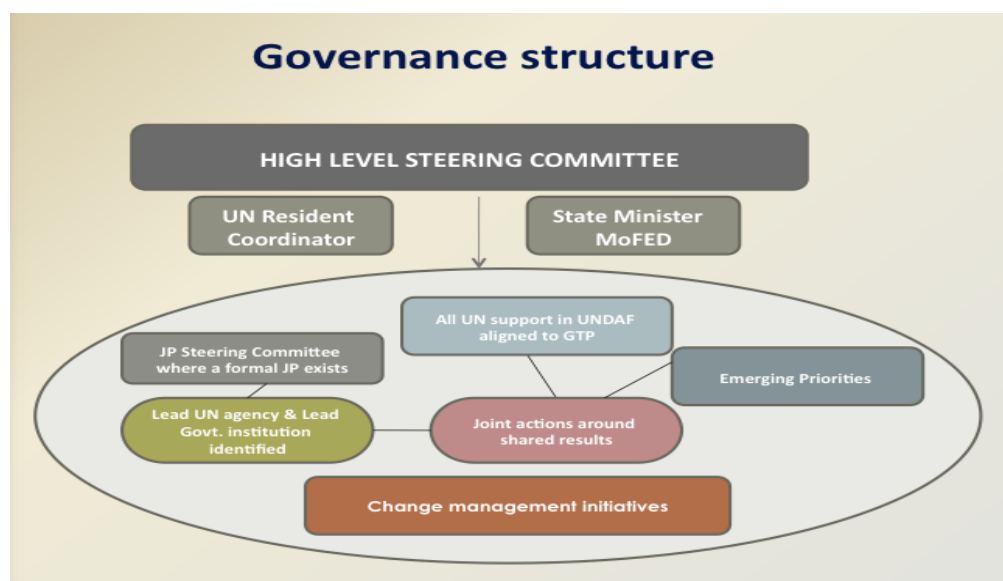 Governance structure
HIGH LEVEL STEERING COMMITTEE
UN Resident
Coordinator
State Minister
MoFED
All UN support in UNDAF
aligned to GTP
JP Steering Committee
where a formal JP exists
Emerging Priorities
Lead UN agency & Lead
Govt. institution
identified
Joint actions around
shared results
Change management initiatives